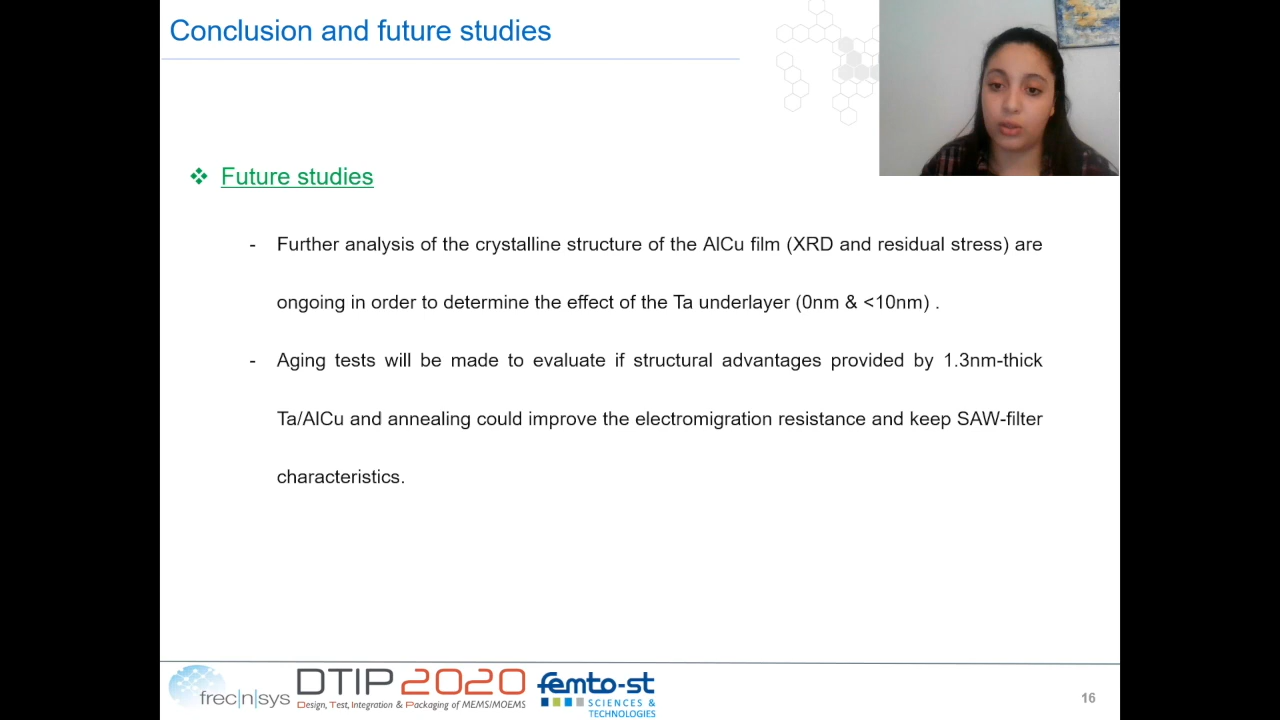 Conclusion and future studies
❖ Future studies
- Further analysis of the crystalline structure of the AlCu film (XRD and residual stress) are
ongoing in order to determine the effect of the Ta underlayer (0nm & <10nm) .
- Aging tests will be made to evaluate if structural advantages provided by 1.3nm-thick
Ta/AlCu and annealing could improve the electromigration resistance and keep SAW-filter
characteristics.
frec|n|sys
DTIP 2020
Design, Test, Integration & Packaging of MEMS/MOEMS
femto-st
SCIENCES &
TECHNOLOGIES
16